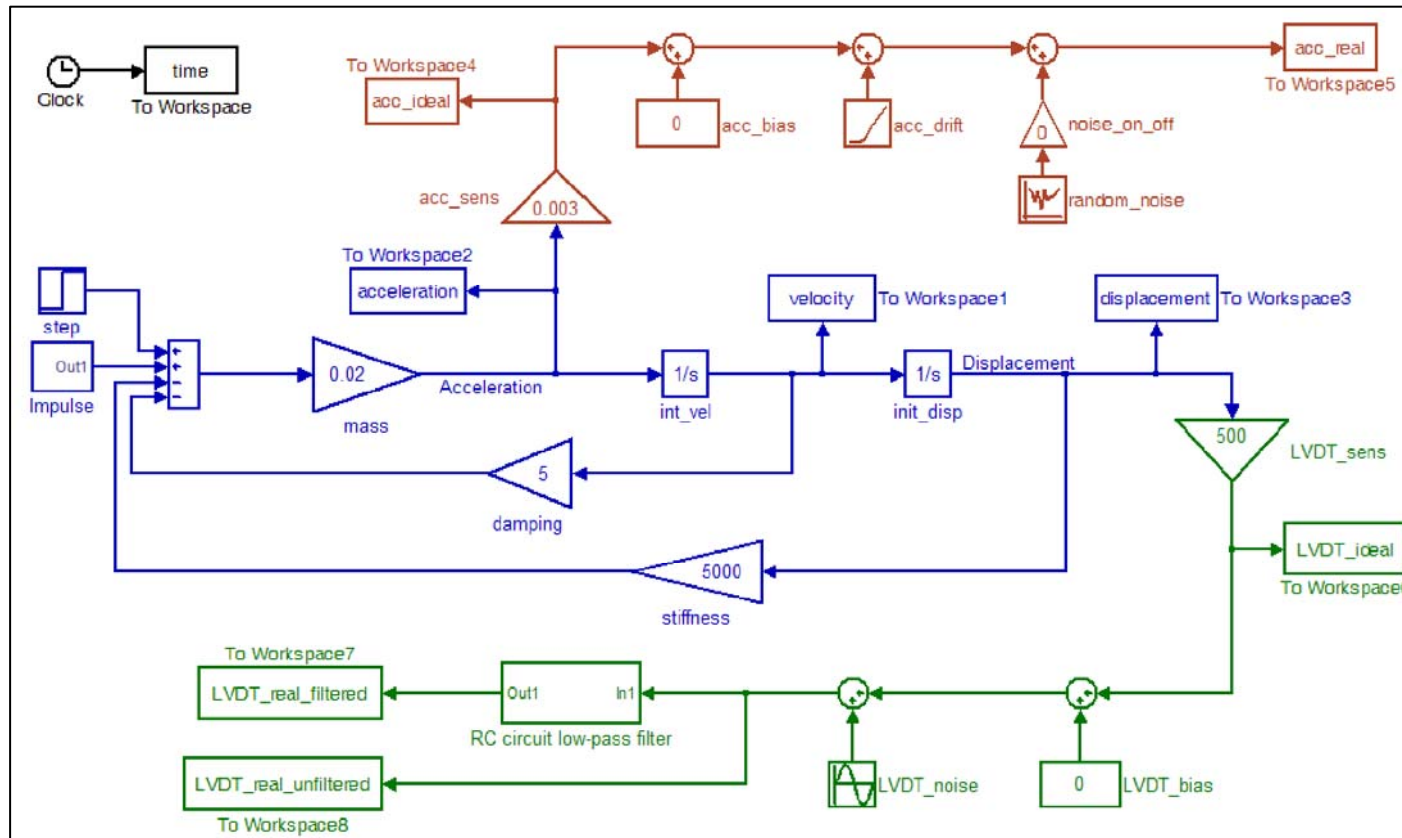 time
Clock
To Workspace
To Workspace4
acc_ideal
0
acc_bias
acc_drift
0
noise_on_off
random_noise
acc_real
To Workspace5
acc_sens
0.003
To Workspace2
acceleration
velocity
To Workspace1
displacement
To Workspace3
step
Out1
Impulse
0.02
mass
Acceleration
1/s
int_vel
1/s
init_disp
Displacement
500
LVDT_sens
5
damping
5000
stiffness
LVDT_ideal
To Workspace
To Workspace7
LVDT_real_filtered
Out1
In1
RC circuit low-pass filter
LVDT_real_unfiltered
To Workspace8
LVDT_noise
0
LVDT_bias